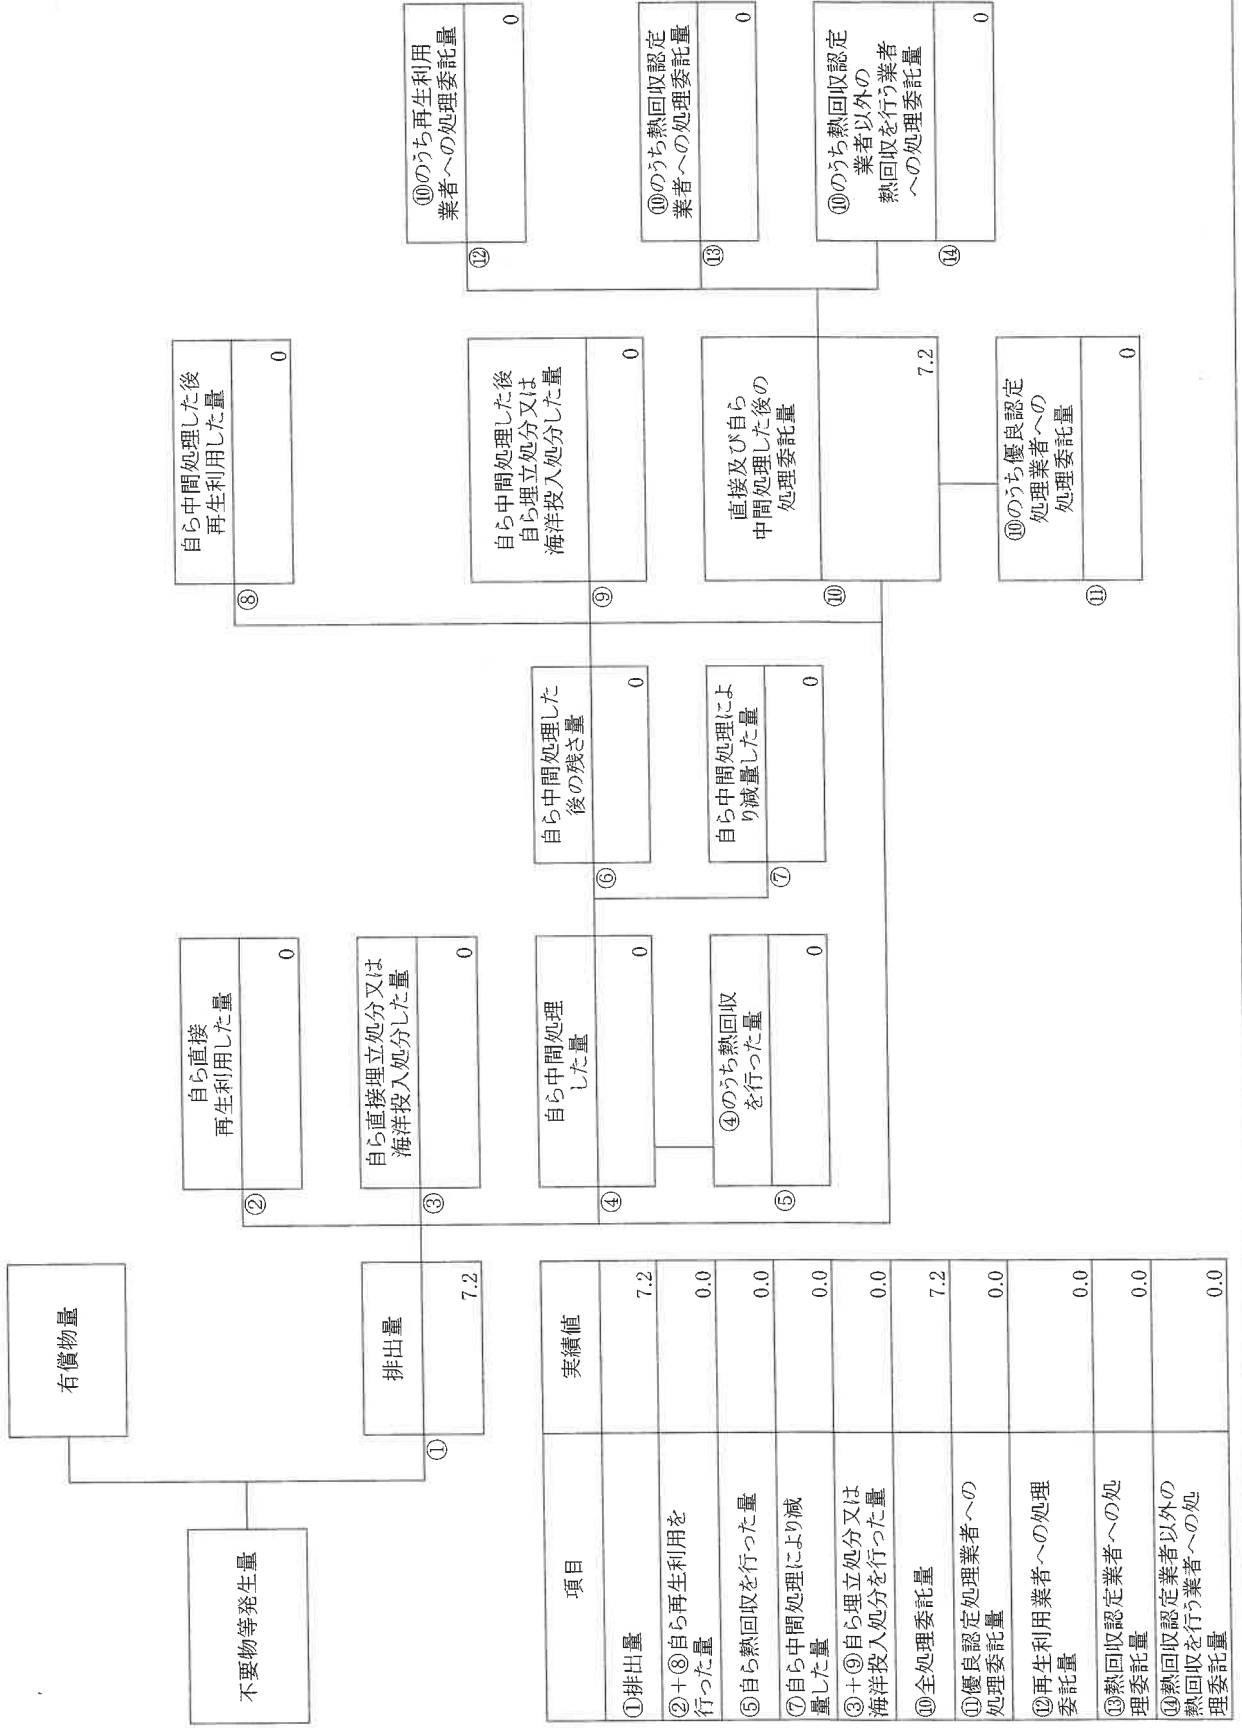 不要物等発生量
有償物量
①
排出量
7.2
②
自ら直接
再生利用した量
0
③
自ら直接埋立処分又は
海洋投入処分した量
0
④
自ら中間処理
した量
0
⑤
④のうち熱回収
を行った量
0
⑥
自ら中間処理した
後の残さ量
0
⑦
自ら中間処理によ
り減量した量
0
⑧
自ら中間処理した後
再生利用した量
0
⑨
自ら中間処理した後
自ら埋立処分又は
海洋投入処分した量
0
⑩
直接及び自ら
中間処理した後の
処理委託量
7.2
⑪
⑩のうち優良認定
処理業者への
処理委託量
0
⑫
⑩のうち再生利用
業者への処理委託量
0
⑬
⑩のうち熱回収認定
業者への処理委託量
0
⑭
⑩のうち熱回収認定
業者以外の
熱回収を行う業者
への処理委託量
0
項目 実績値
①排出量 7.2
②+⑧自ら再生利用を
行った量 0.0
⑤自ら熱回収を行った量 0.0
⑦自ら中間処理により減
量した量 0.0
③+⑨自ら埋立処分又は
海洋投入処分を行った量 0.0
⑩全処理委託量 7.2
⑪優良認定処理業者への
処理委託量 0.0
⑫再生利用業者への処理
委託量 0.0
⑬熱回収認定業者への処
理委託量 0.0
⑭熱回収認定業者以外の
熱回収を行う業者への処
理委託量 0.0